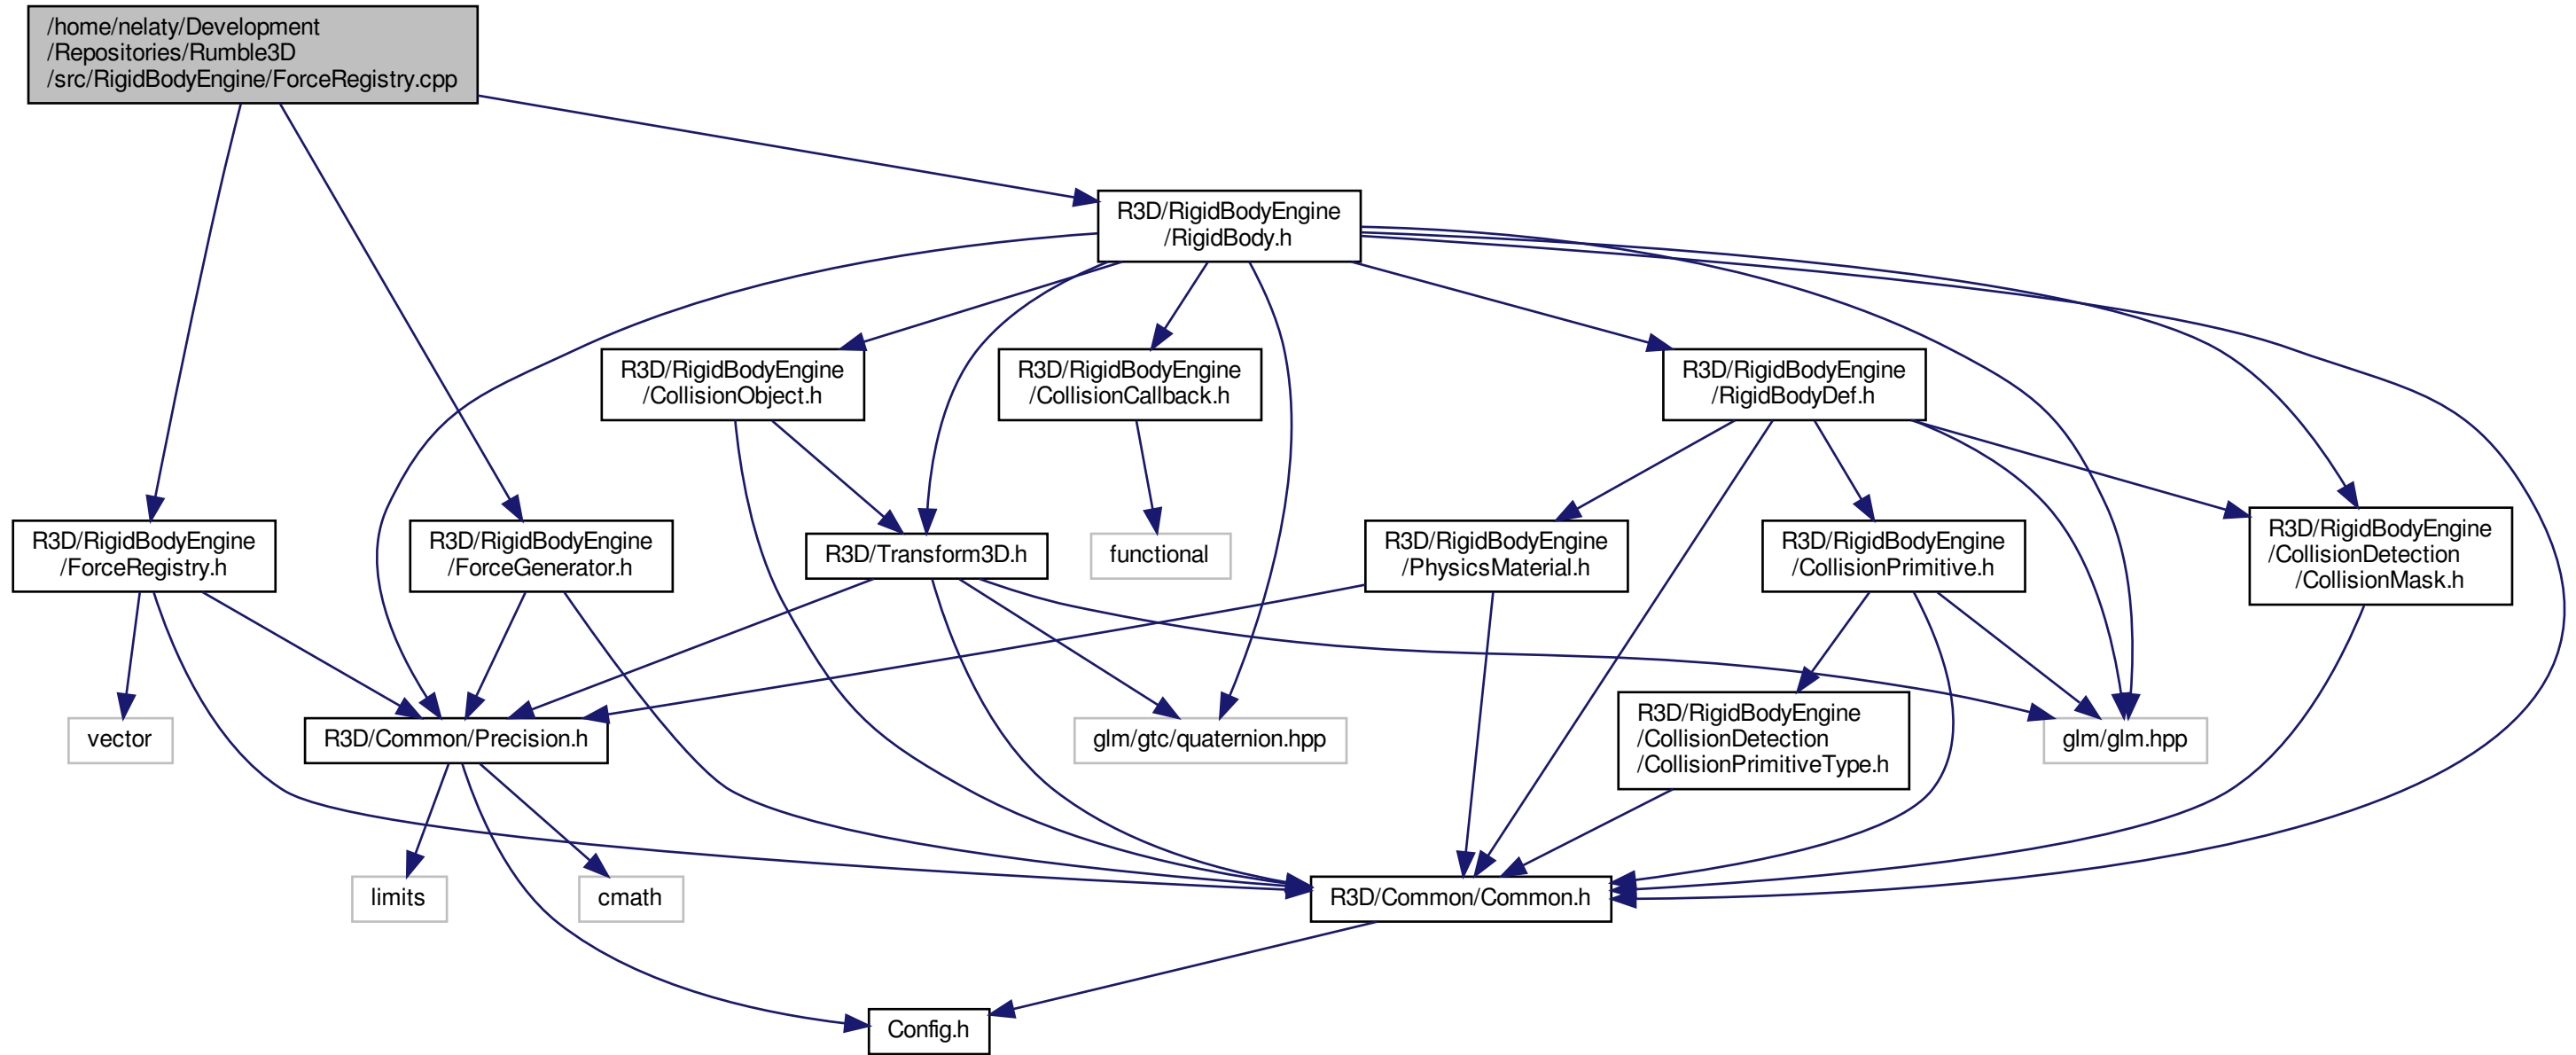 /home/nelaty/Development
/Repositories/Rumble3D
/src/RigidBodyEngine/ForceRegistry.cpp
R3D/RigidBodyEngine
/RigidBody.h
R3D/RigidBodyEngine
/CollisionObject.h
R3D/RigidBodyEngine
/CollisionCallback.h
R3D/RigidBodyEngine
/RigidBodyDef.h
R3D/RigidBodyEngine
/ForceRegistry.h
R3D/RigidBodyEngine
/ForceGenerator.h
R3D/Transform3D.h
functional
R3D/RigidBodyEngine
/PhysicsMaterial.h
R3D/RigidBodyEngine
/CollisionPrimitive.h
R3D/RigidBodyEngine
/CollisionDetection
/CollisionMask.h
vector
R3D/Common/Precision.h
glm/gtc/quaternion.hpp
R3D/RigidBodyEngine
/CollisionDetection
/CollisionPrimitiveType.h
glm/glm.hpp
limits
cmath
R3D/Common/Common.h
Config.h